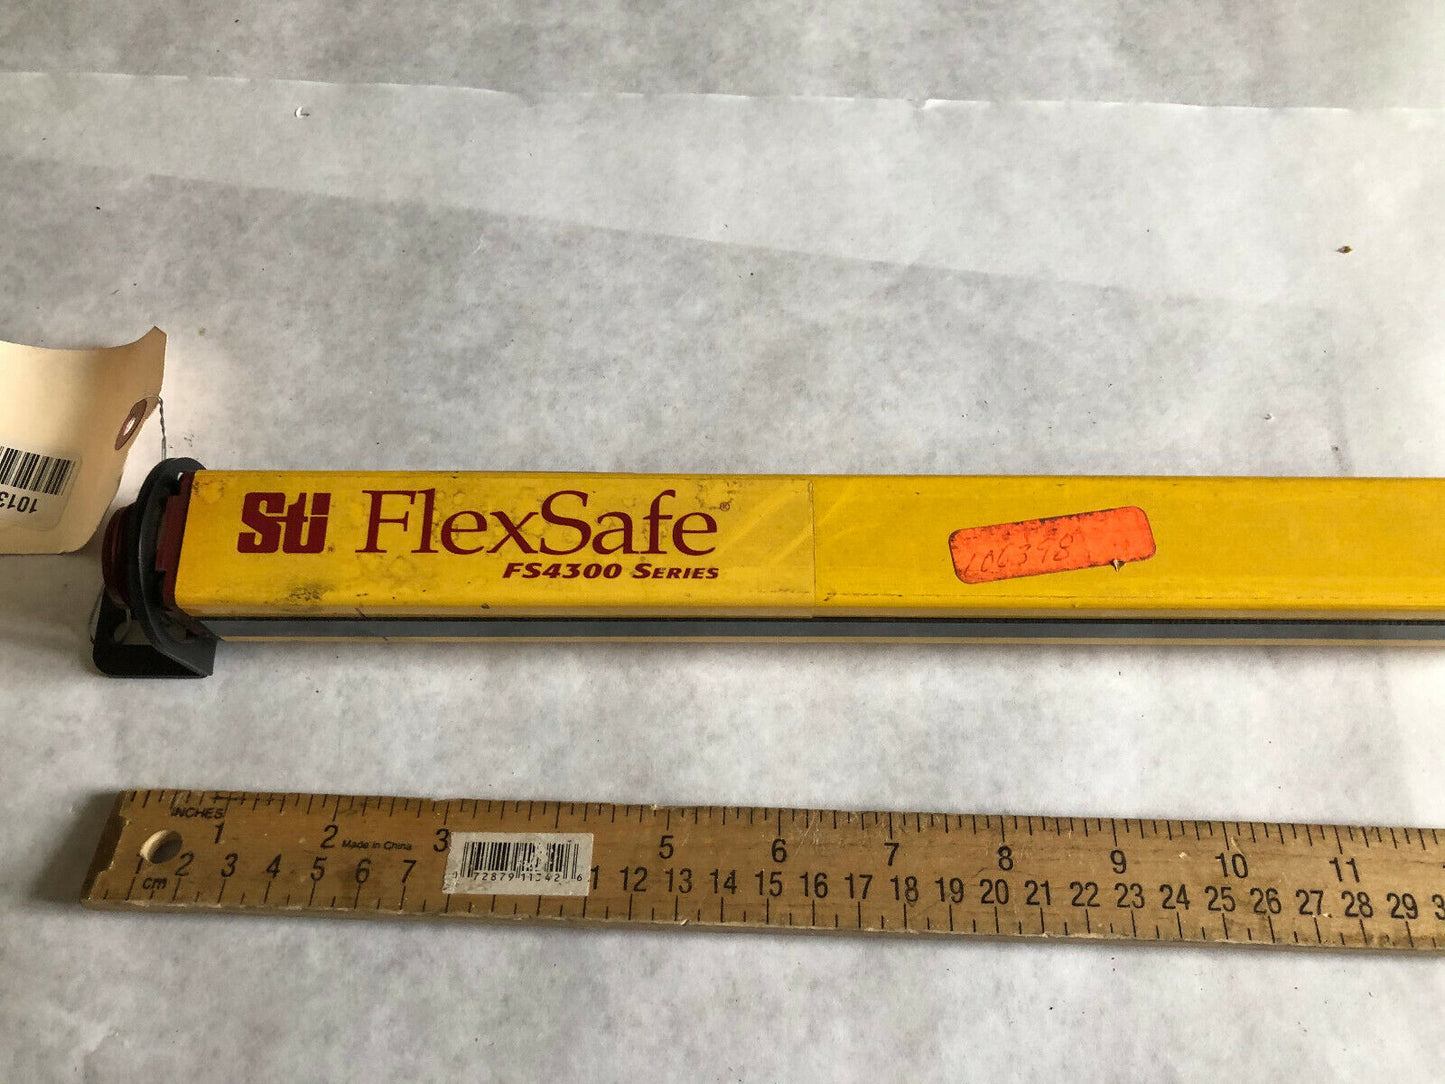 Sti FlexSafe®
FS4300 SERIES
106398
1013
INCHES
1 2 Made in China 3 5 6 7 8 9 10 11
1 2 3 4 5 6 7 11 12 13 14 15 16 17 18 19 20 21 22 23 24 25 26 27 28 29 3
cm